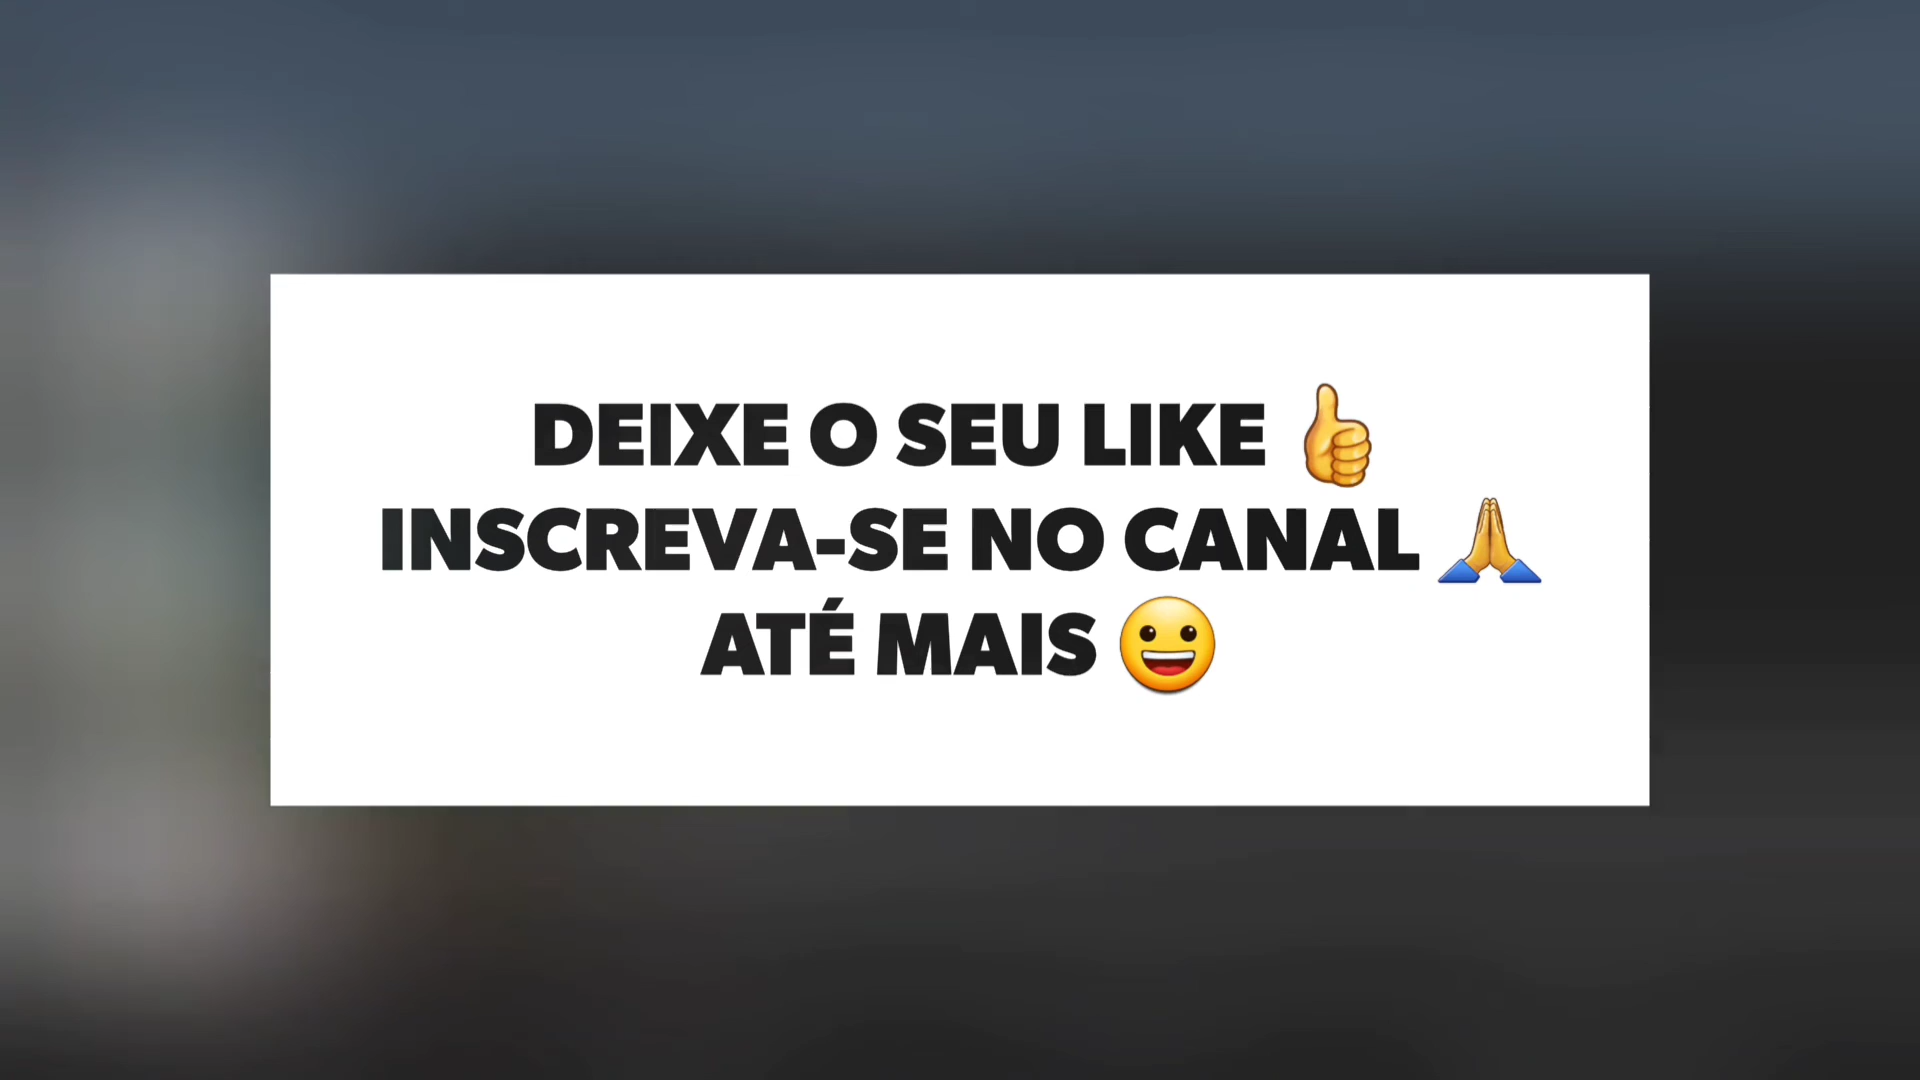 DEIXE O SEU LIKE 👍
INSCREVA-SE NO CANAL 🙏
ATÉ MAIS 😀